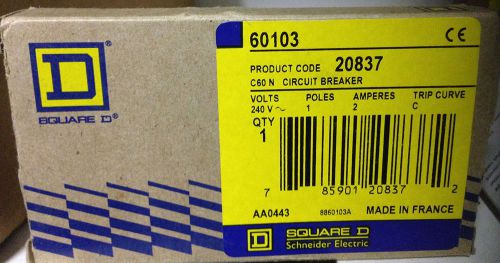 D®
SQUARE D®
60103 CE
PRODUCT CODE 20837
C60 N CIRCUIT BREAKER
VOLTS POLES AMPERES TRIP CURVE
240 V ~ 1 2 C
QTY
1
7 85901 20837 2
AA0443 8860103A MADE IN FRANCE
D SQUARE D
Schneider Electric